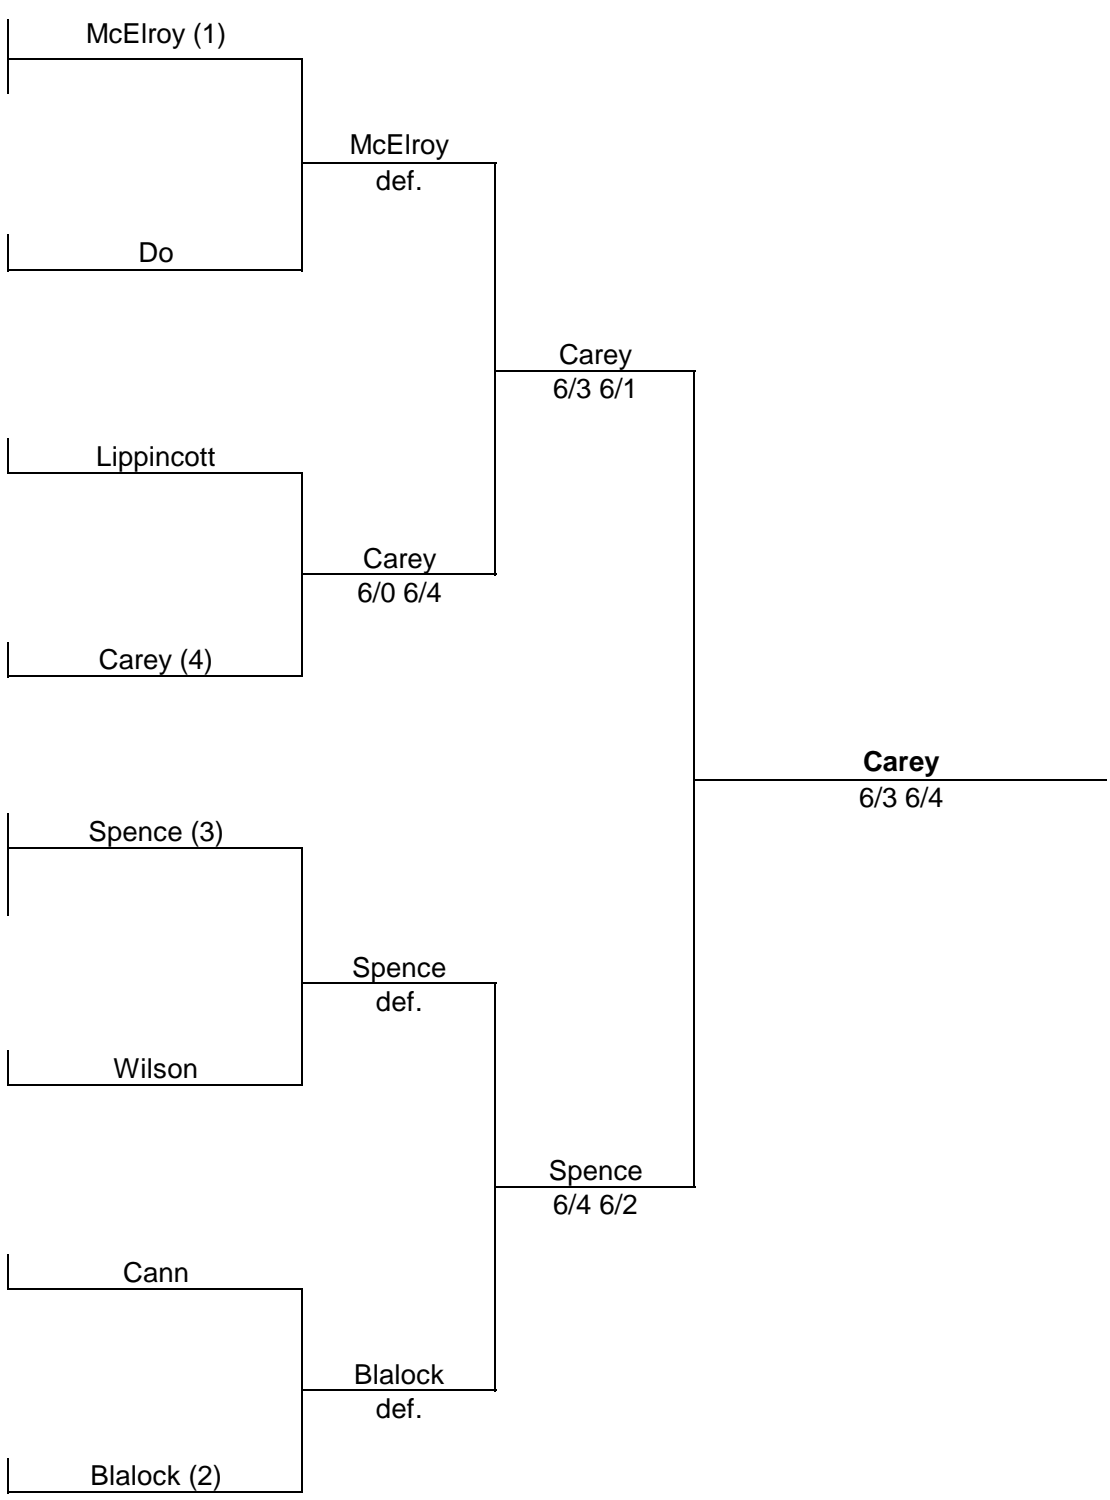 McElroy (1)
McElroy
def.
Do
Carey
6/3 6/1
Lippincott
Carey
6/0 6/4
Carey (4)
Carey
6/3 6/4
Spence (3)
Spence
def.
Wilson
Spence
6/4 6/2
Cann
Blalock
def.
Blalock (2)